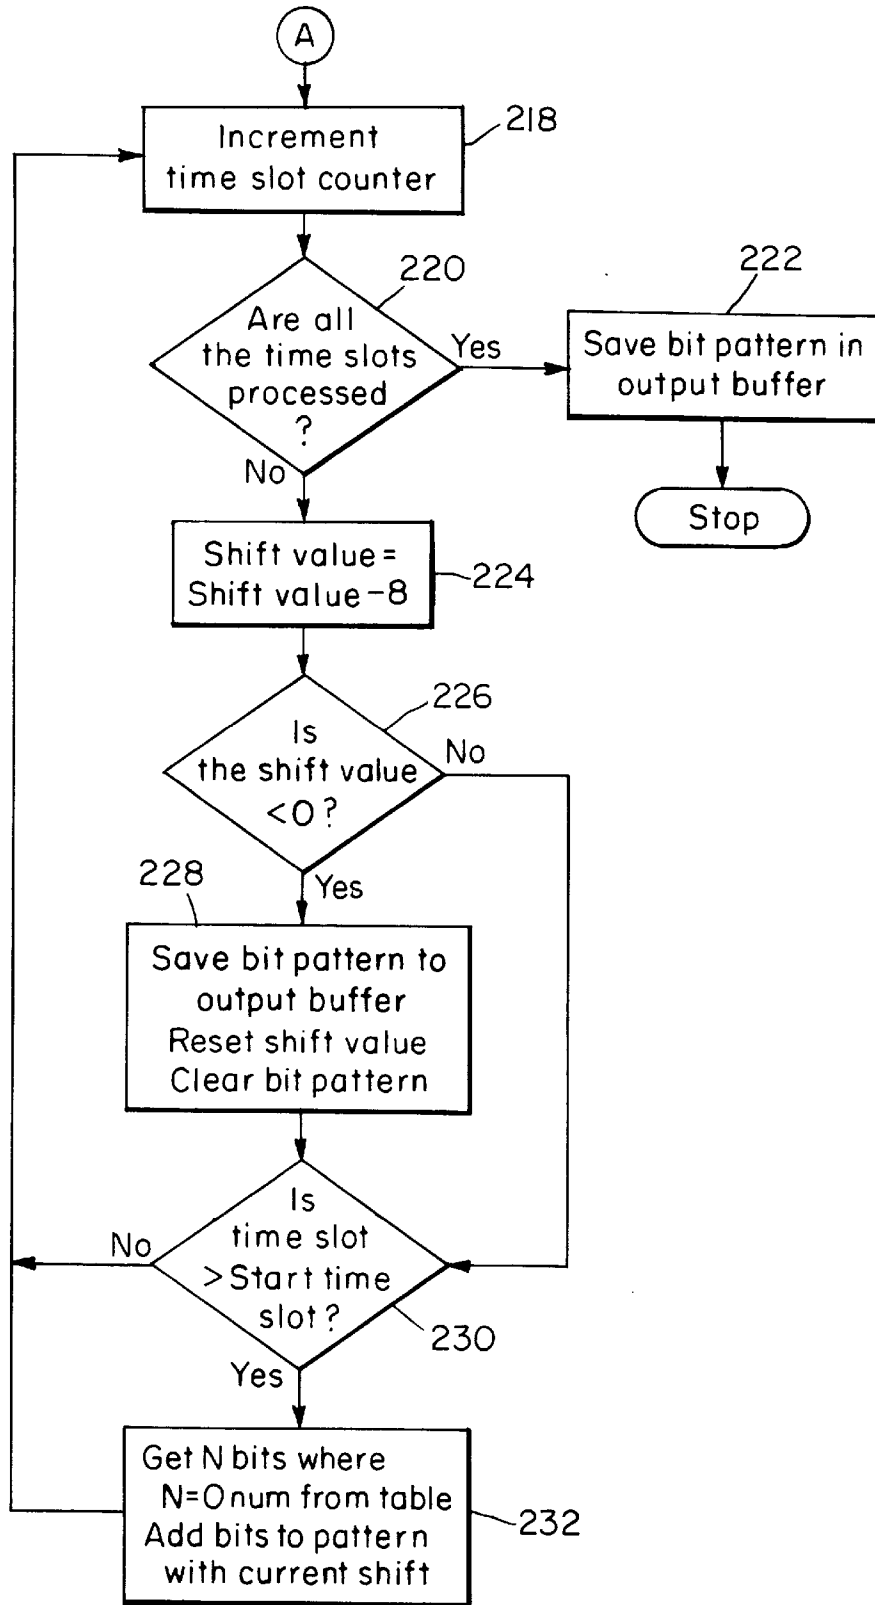 A
Increment
time slot counter
218
Are all
the time slots
processed
?
220
Yes
No
222
Save bit pattern in
output buffer
Stop
Shift value =
Shift value - 8
224
Is
the shift value
<0?
226
No
Yes
228
Save bit pattern to
output buffer
Reset shift value
Clear bit pattern
Is
time slot
>Start time
slot?
No
230
Yes
Get N bits where
N=0num from table
Add bits to pattern
with current shift
232